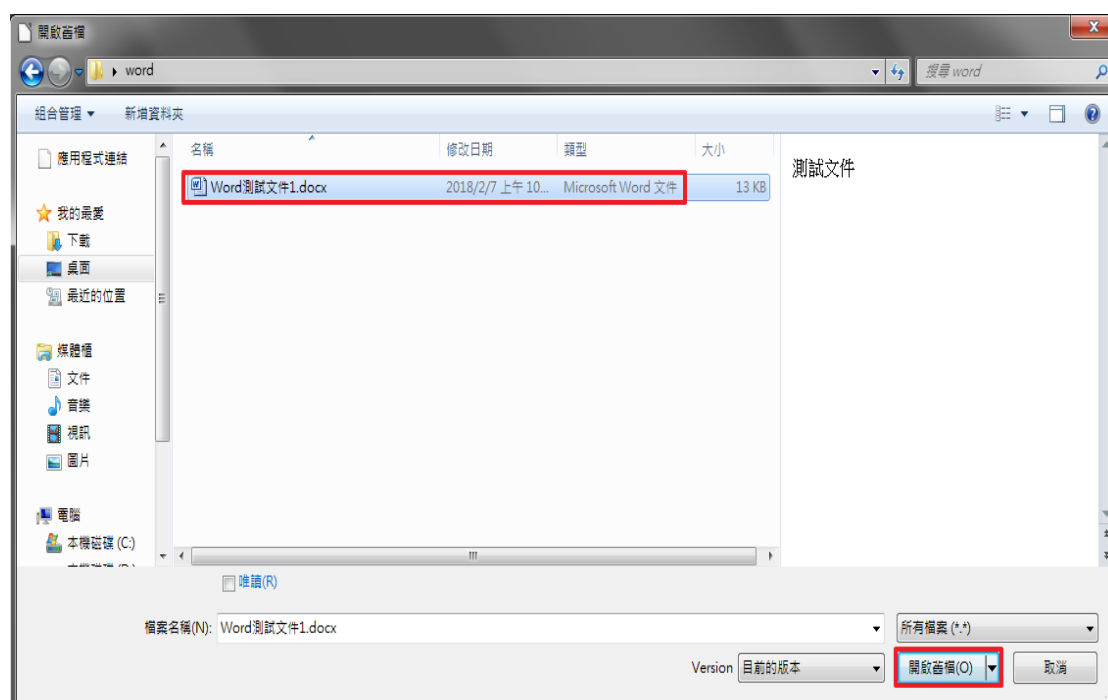 開啟舊檔
word
搜尋 word
組合管理 新增資料夾
應用程式連結
我的最愛
下載
桌面
最近的位置
媒體櫃
文件
音樂
視訊
圖片
電腦
本機磁碟 (C:)
名稱 修改日期 類型 大小
Word測試文件1.docx 2018/2/7 上午 10... Microsoft Word 文件 13 KB
測試文件
唯讀(R)
檔案名稱(N): Word測試文件1.docx 所有檔案 (*.*)
Version 目前的版本 開啟舊檔(O) 取消